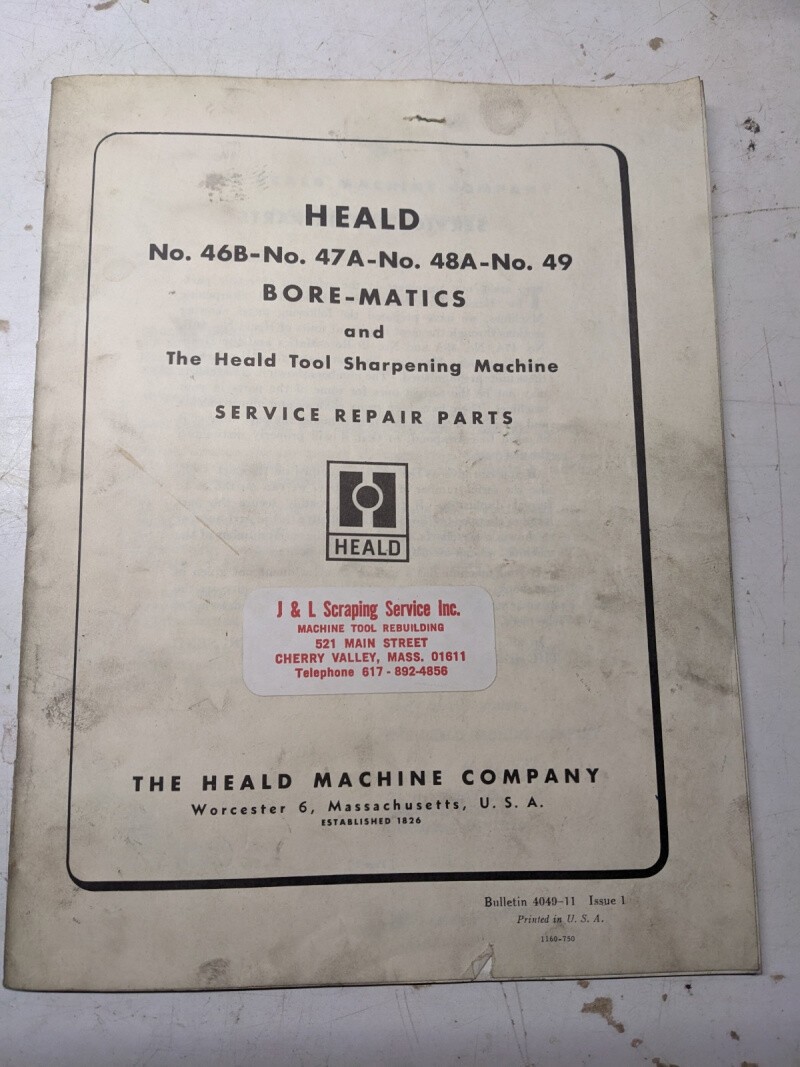 HEALD
No. 46B-No. 47A-No. 48A-No. 49
BORE-MATICS
and
The Heald Tool Sharpening Machine
SERVICE REPAIR PARTS
HEALD
J & L Scraping Service Inc.
MACHINE TOOL REBUILDING
521 MAIN STREET
CHERRY VALLEY, MASS. 01611
Telephone 617-892-4856
THE HEALD MACHINE COMPANY
Worcester 6, Massachusetts, U. S. A.
ESTABLISHED 1826
Bulletin 4049-11 Issue 1
Printed in U. S. A.
1160-750